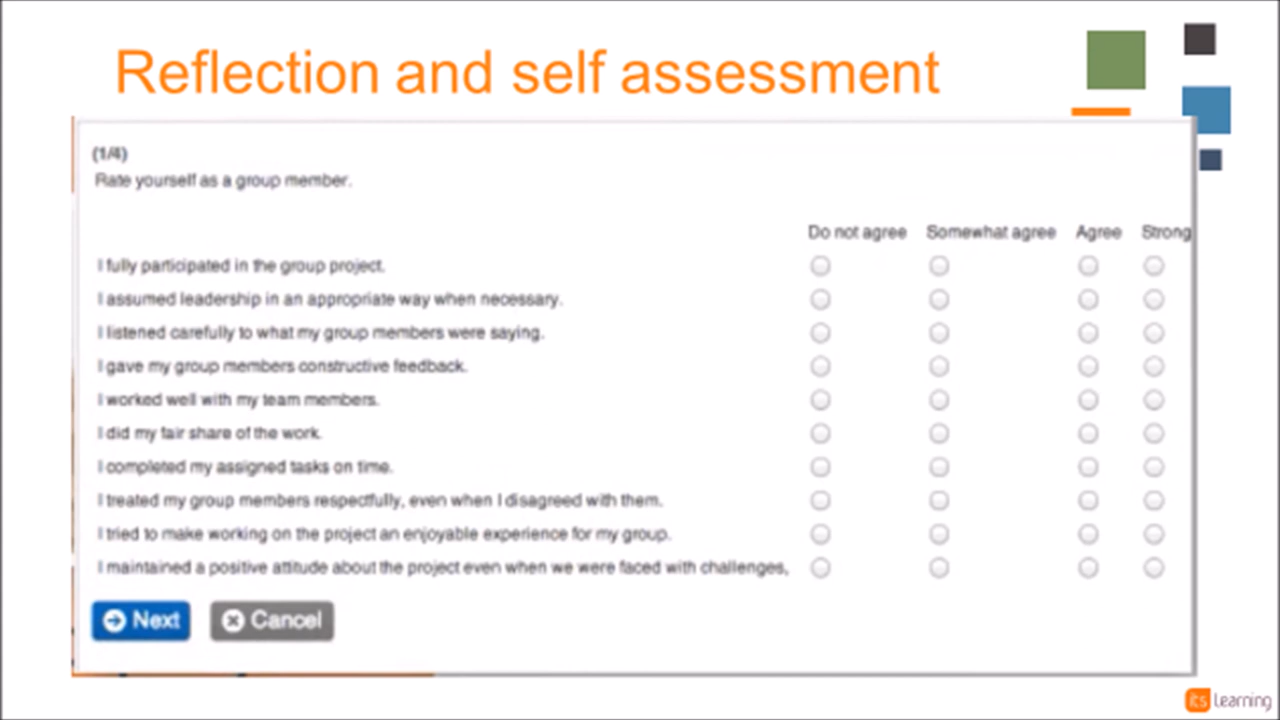 Reflection and self assessment
(1/4)
Rate yourself as a group member.
Do not agree Somewhat agree Agree Strong
I fully participated in the group project.
I assumed leadership in an appropriate way when necessary.
I listened carefully to what my group members were saying.
I gave my group members constructive feedback.
I worked well with my team members.
I did my fair share of the work.
I completed my assigned tasks on time.
I treated my group members respectfully, even when I disagreed with them.
I tried to make working on the project an enjoyable experience for my group.
I maintained a positive attitude about the project even when we were faced with challenges,
Next Cancel
its learning